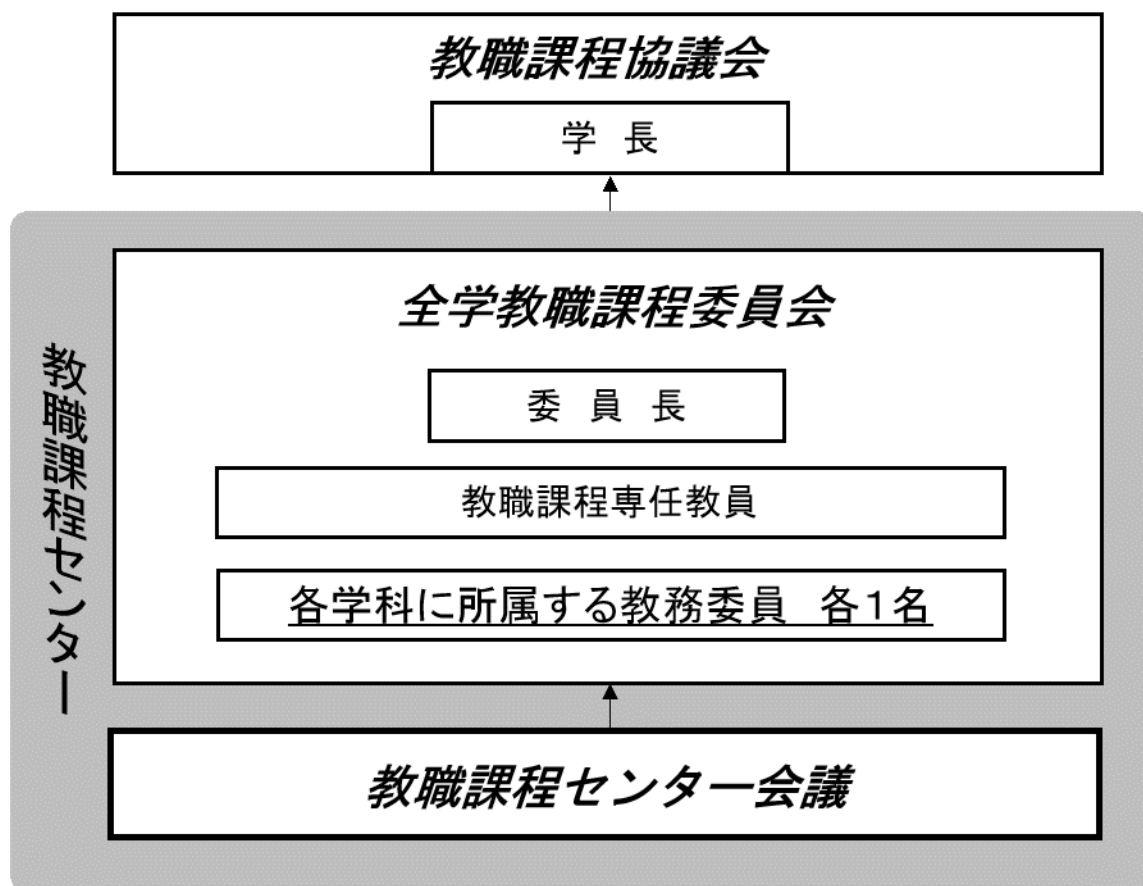 教職課程協議会
学 長
教職課程センター
全学教職課程委員会
委 員 長
教職課程専任教員
各学科に所属する教務委員 各1名
教職課程センター会議